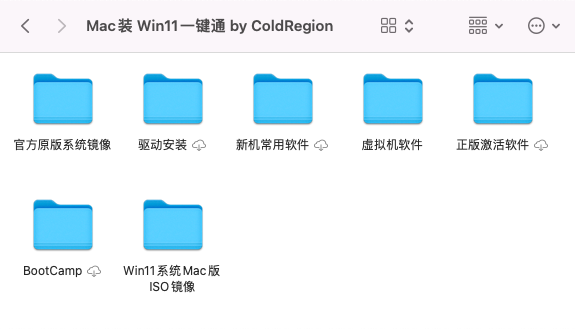 Mac装 Win11一键通 by ColdRegion
官方原版系统镜像
驱动安装
新机常用软件
虚拟机软件
正版激活软件
BootCamp
Win11系统Mac版
ISO镜像